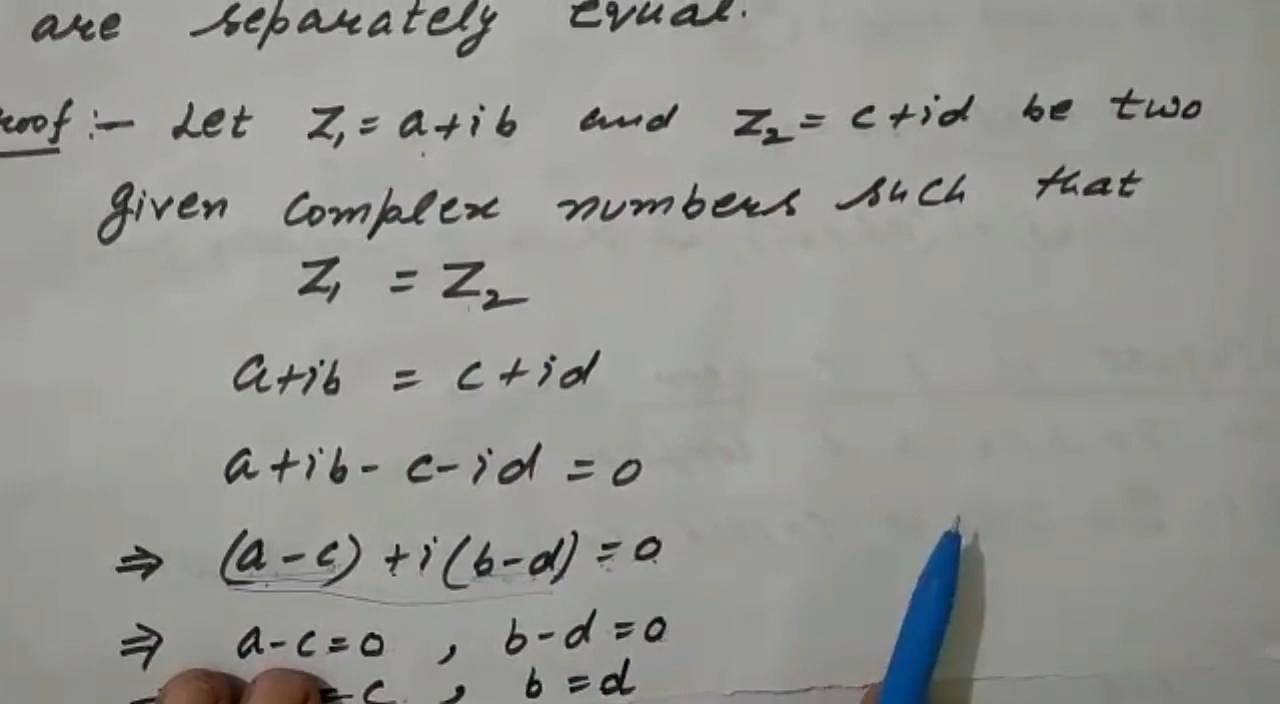 are separately equal.
roof :- Let Z₁ = a+ib and Z₂ = c+id be two
given complex numbers such that
Z₁ = Z₂
a+ib = c+id
a+ib-c-id = 0
⇒ (a-c)+i(b-d) = 0
⇒ a-c=0 , b-d=0
=c , b=d